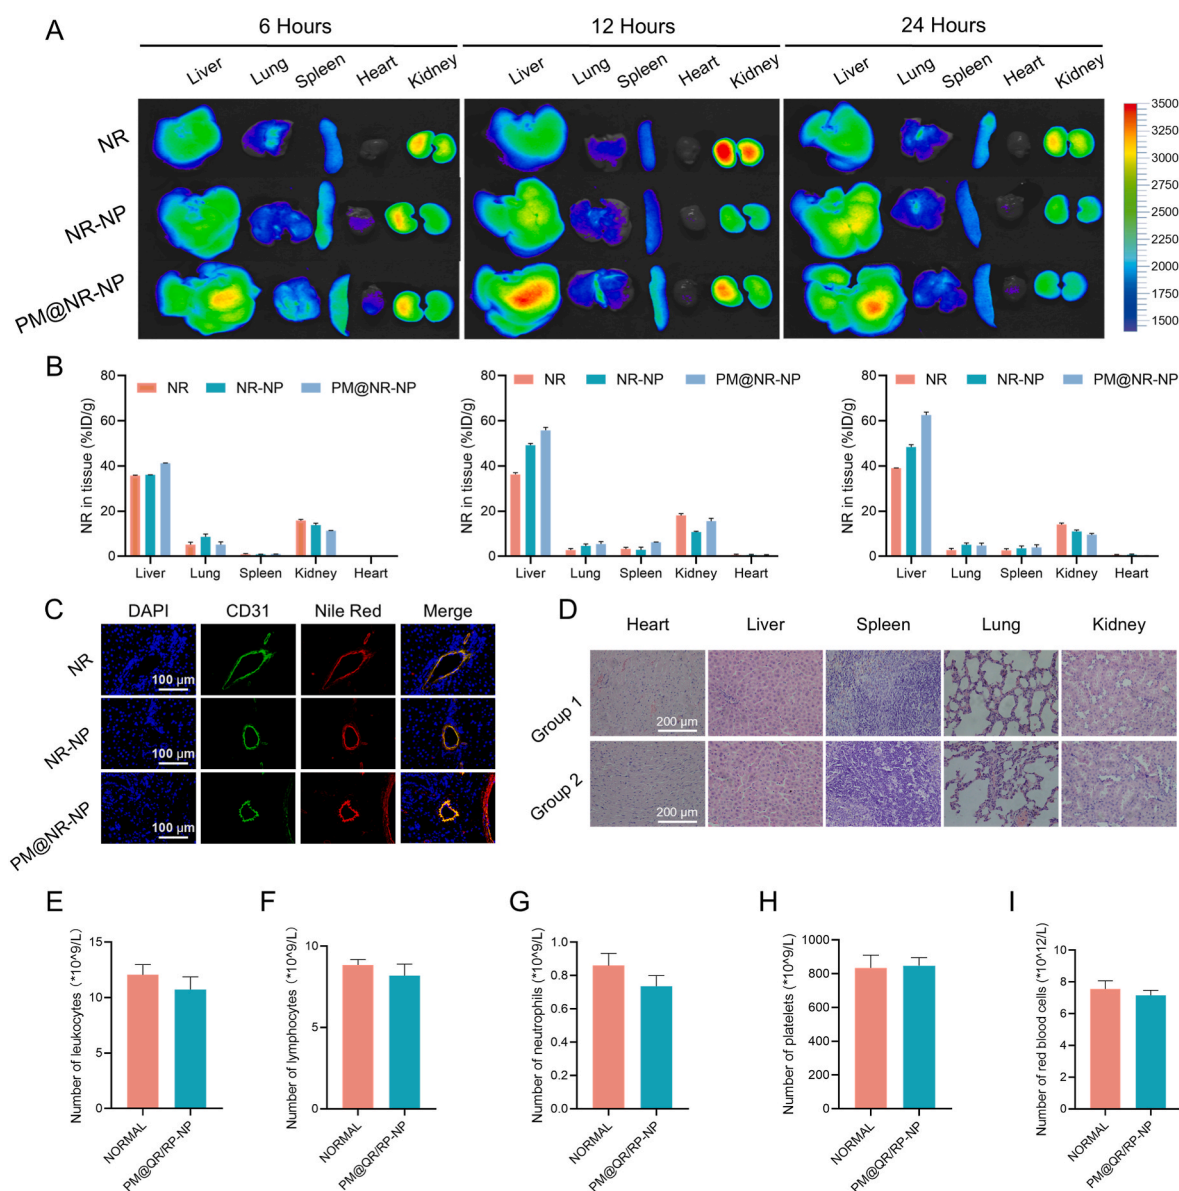 A
6 Hours
12 Hours
24 Hours
Liver
Lung
Spleen
Heart
Kidney
Liver
Lung
Spleen
Heart
Kidney
Liver
Lung
Spleen
Heart
Kidney
NR
NR-NP
PM@NR-NP
3500
3250
3000
2750
2500
2250
2000
1750
1500
B
NR in tissue (%ID/g)
80
60
40
20
0
NR
NR-NP
PM@NR-NP
Liver
Lung
Spleen
Kidney
Heart
NR in tissue (%ID/g)
80
60
40
20
0
NR
NR-NP
PM@NR-NP
Liver
Lung
Spleen
Kidney
Heart
NR in tissue (%ID/g)
80
60
40
20
0
NR
NR-NP
PM@NR-NP
Liver
Lung
Spleen
Kidney
Heart
C
DAPI
CD31
Nile Red
Merge
NR
100 μm
NR-NP
100 μm
PM@NR-NP
100 μm
D
Heart
Liver
Spleen
Lung
Kidney
Group 1
200 μm
Group 2
200 μm
E
Number of leukocytes (*10^9/L)
15
10
5
0
NORMAL
PM@QR/RP-NP
F
Number of lymphocytes (*10^9/L)
10
5
0
NORMAL
PM@QR/RP-NP
G
Number of neutrophils (*10^9/L)
1.0
0.8
0.6
0.4
0.2
0.0
NORMAL
PM@QR/RP-NP
H
Number of platelets (*10^9/L)
1000
800
600
400
200
0
NORMAL
PM@QR/RP-NP
I
Number of red blood cells (*10^12/L)
10
8
6
4
2
0
NORMAL
PM@QR/RP-NP